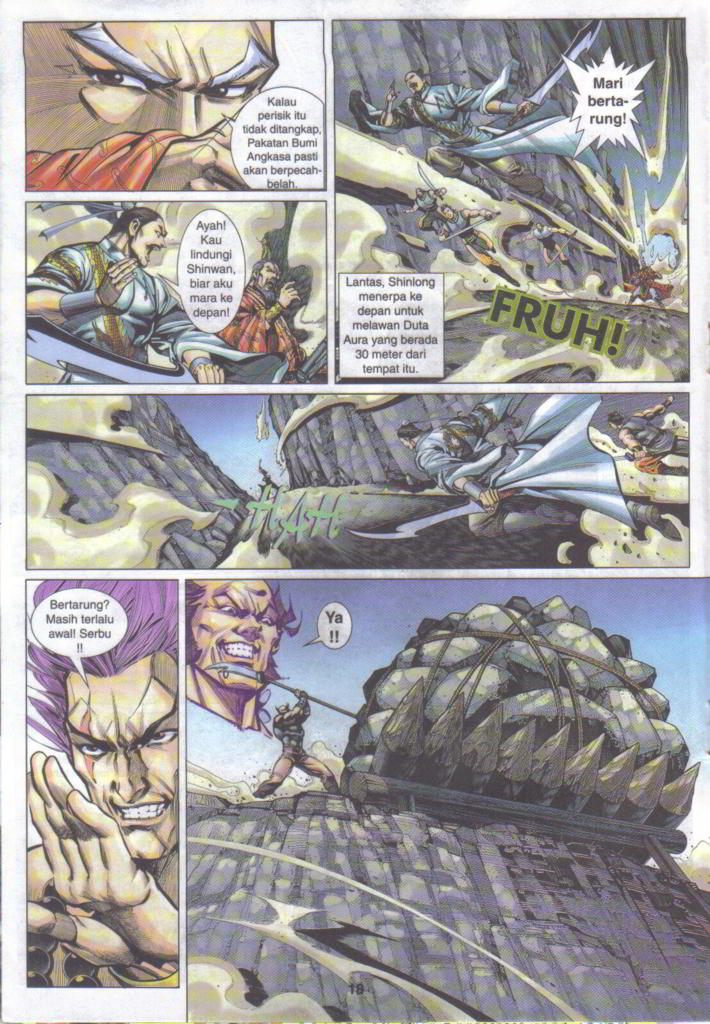 Kalau
perisik itu
tidak ditangkap,
Pakatan Bumi
Angkasa pasti
akan berpecah-
belah.
Mari
berta-
rung!
Ayah!
Kau
lindungi
Shinwan,
biar aku
mara ke
depan!
Lantas, Shinlong
menerpa ke
depan untuk
melawan Duta
Aura yang berada
30 meter dari
tempat itu.
FRUH!
HAH
Bertarung?
Masih terlalu
awal! Serbu
!!
Ya
!!
18